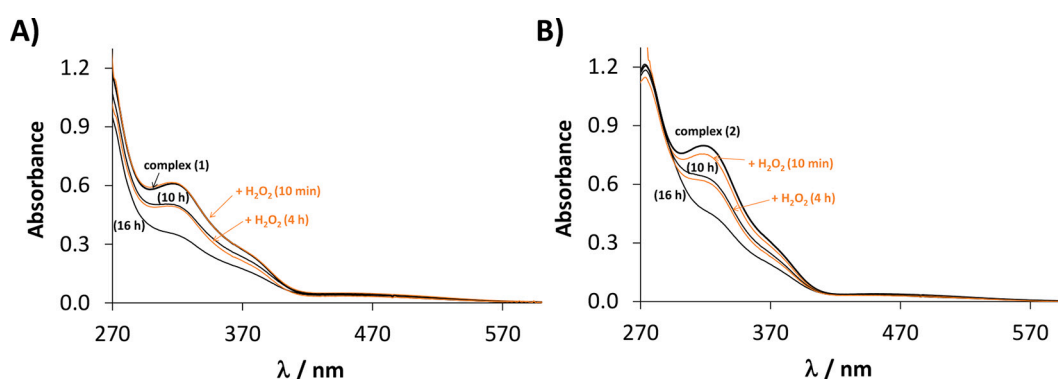 A)
Absorbance
1.2
0.9
0.6
0.3
0.0
complex (1)
(10 h)
(16 h)
+ H₂O₂ (10 min)
+ H₂O₂ (4 h)
270 370 470 570
λ / nm
B)
Absorbance
1.2
0.9
0.6
0.3
0.0
complex (2)
(10 h)
(16 h)
+ H₂O₂ (10 min)
+ H₂O₂ (4 h)
270 370 470 570
λ / nm